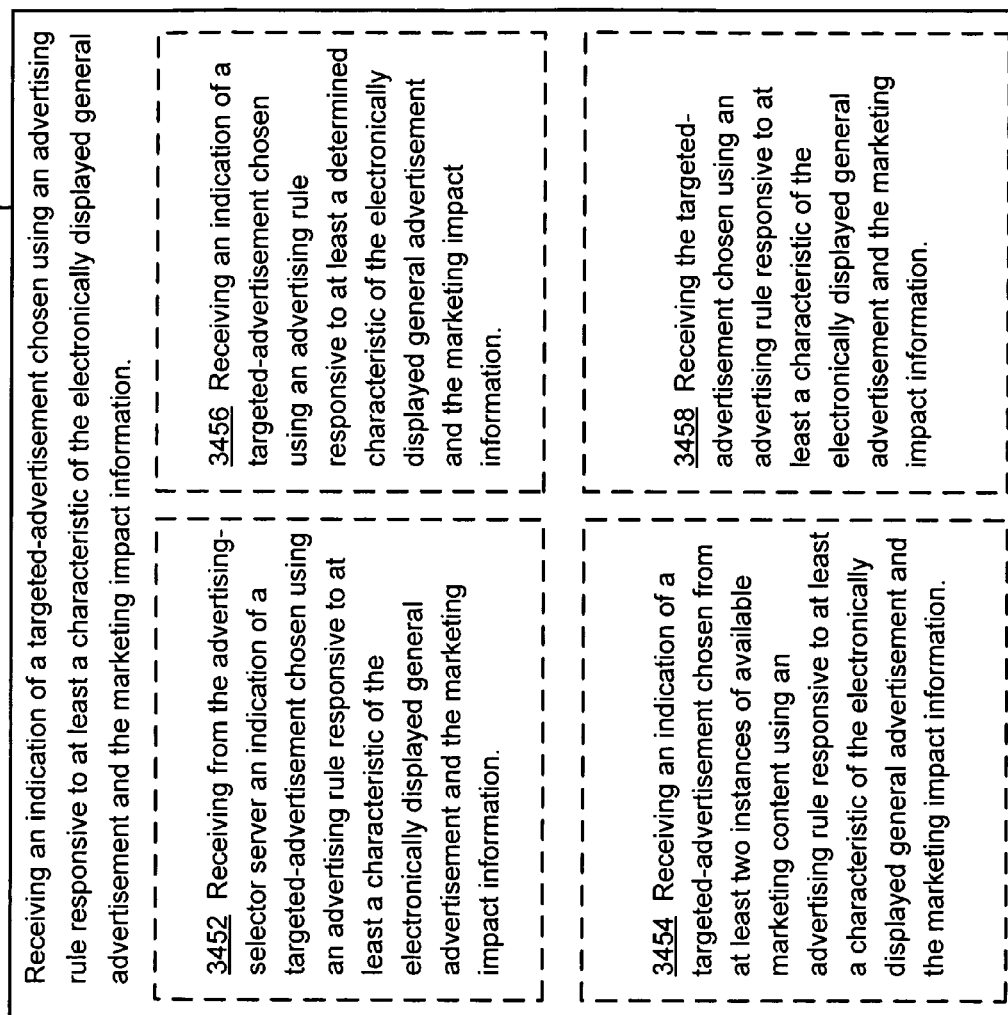 Receiving an indication of a targeted-advertisement chosen using an advertising
rule responsive to at least a characteristic of the electronically displayed general
advertisement and the marketing impact information.
3452 Receiving from the advertising-
selector server an indication of a
targeted-advertisement chosen using
an advertising rule responsive to at
least a characteristic of the
electronically displayed general
advertisement and the marketing
impact information.
3456 Receiving an indication of a
targeted-advertisement chosen
using an advertising rule
responsive to at least a determined
characteristic of the electronically
displayed general advertisement
and the marketing impact
information.
3454 Receiving an indication of a
targeted-advertisement chosen from
at least two instances of available
marketing content using an
advertising rule responsive to at least
a characteristic of the electronically
displayed general advertisement and
the marketing impact information.
3458 Receiving the targeted-
advertisement chosen using an
advertising rule responsive to at
least a characteristic of the
electronically displayed general
advertisement and the marketing
impact information.